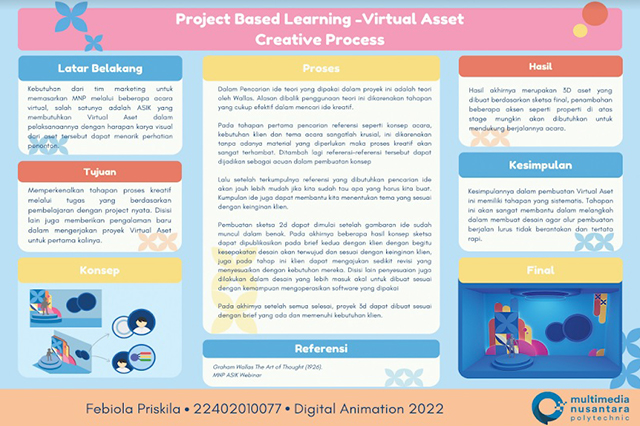 Project Based Learning -Virtual Asset
Creative Process
Latar Belakang
Kebutuhan dari tim marketing untuk
memasarkan MNP melalui beberapa acara
virtual, salah satunya adalah ASIK yang
membutuhkan Virtual Aset dalam
pelaksanaannya dengan harapan karya visual
dari aset tersebut dapat menarik perhatian
penonton.
Tujuan
Memperkenalkan tahapan proses kreatif
melalui tugas yang berdasarkan
pembelajaran dengan project nyata. Disisi
lain juga memberikan pengalaman baru
dalam mengerjakan proyek Virtual Aset
untuk pertama kalinya.
Konsep
Proses
Dalam Pencarian ide teori yang dipakai dalam proyek ini adalah teori
oleh Wallas. Alasan dibalik penggunaan teori ini dikarenakan tahapan
yang cukup efektif dalam mencari ide kreatif.
Pada tahapan pertama pencarian referensi seperti konsep acara,
kebutuhan klien dan tema acara sangatlah krusial, ini dikarenakan
tanpa adanya material yang diperlukan maka proses kreatif akan
sangat terhambat. Ditambah lagi referensi-referensi tersebut dapat
dijadikan sebagai acuan dalam pembuatan konsep
Lalu setelah terkumpulnya referensi yang dibutuhkan pencarian ide
akan jauh lebih mudah jika kita sudah tau apa yang harus kita buat.
Kumpulan ide juga dapat membantu kita menentukan tema yang sesuai
dengan keinginan klien.
Pembuatan sketsa 2d dapat dimulai setelah gambaran ide sudah
muncul dalam benak. Pada akhirnya beberapa hasil konsep sketsa
dapat dipublikasikan pada brief kedua dengan klien dengan begitu
kesepakatan desain akan terwujud dan sesuai dengan keinginan klien,
juga pada tahap ini klien dapat mengajukan sedikit revisi yang
menyesuaikan dengan kebutuhan mereka. Disisi lain penyesuaian juga
dilakukan dalam desain yang lebih masuk akal untuk dibuat sesuai
dengan kemampuan mengoperasikan software yang dipakai
Pada akhirnya setelah semua selesai, proyek 3d dapat dibuat sesuai
dengan brief yang ada dan memenuhi kebutuhan klien.
Referensi
Graham Wallas The Art of Thought (1926).
MNP ASIK Webinar
Hasil
Hasil akhirnya merupakan 3D aset yang
dibuat berdasarkan sketsa final, penambahan
beberapa aksen seperti properti di atas
stage mungkin akan dibutuhkan untuk
mendukung berjalannya acara.
Kesimpulan
Kesimpulannya dalam pembuatan Virtual Aset
ini memiliki tahapan yang sistematis. Tahapan
ini akan sangat membantu dalam melangkah
dalam membuat desain agar alur pembuatan
berjalan lurus tidak berantakan dan tertata
rapi.
Final
Febiola Priskila • 22402010077 • Digital Animation 2022
multimedia
nusantara
polytechnic